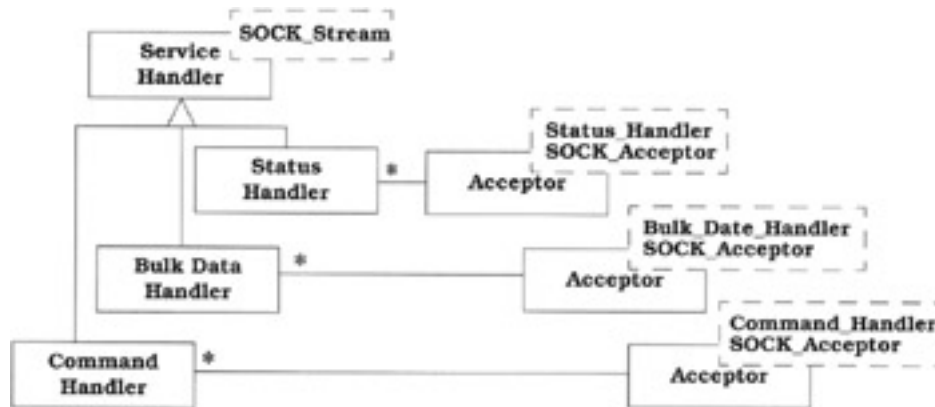 SOCK_Stream
Service
Handler
Status_Handler
SOCK_Acceptor
Status
Handler
*
Acceptor
Bulk_Date_Handler
SOCK_Acceptor
Bulk Data
Handler
*
Acceptor
Command_Handler
SOCK_Acceptor
Command
Handler
*
Acceptor